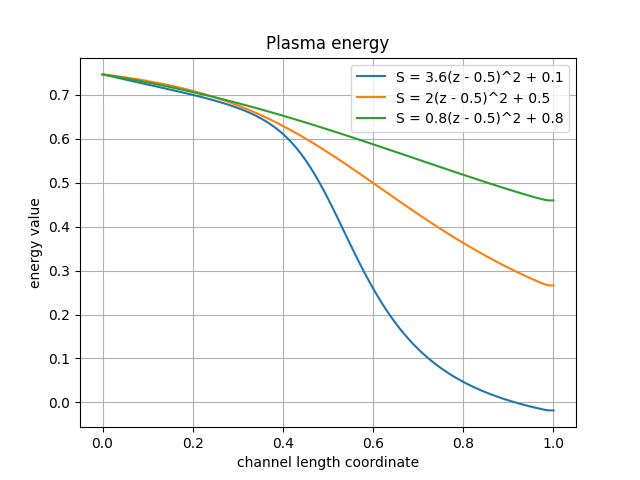 Plasma energy
S = 3.6(z - 0.5)^2 + 0.1
S = 2(z - 0.5)^2 + 0.5
S = 0.8(z - 0.5)^2 + 0.8
energy value
0.7
0.6
0.5
0.4
0.3
0.2
0.1
0.0
0.0 0.2 0.4 0.6 0.8 1.0
channel length coordinate